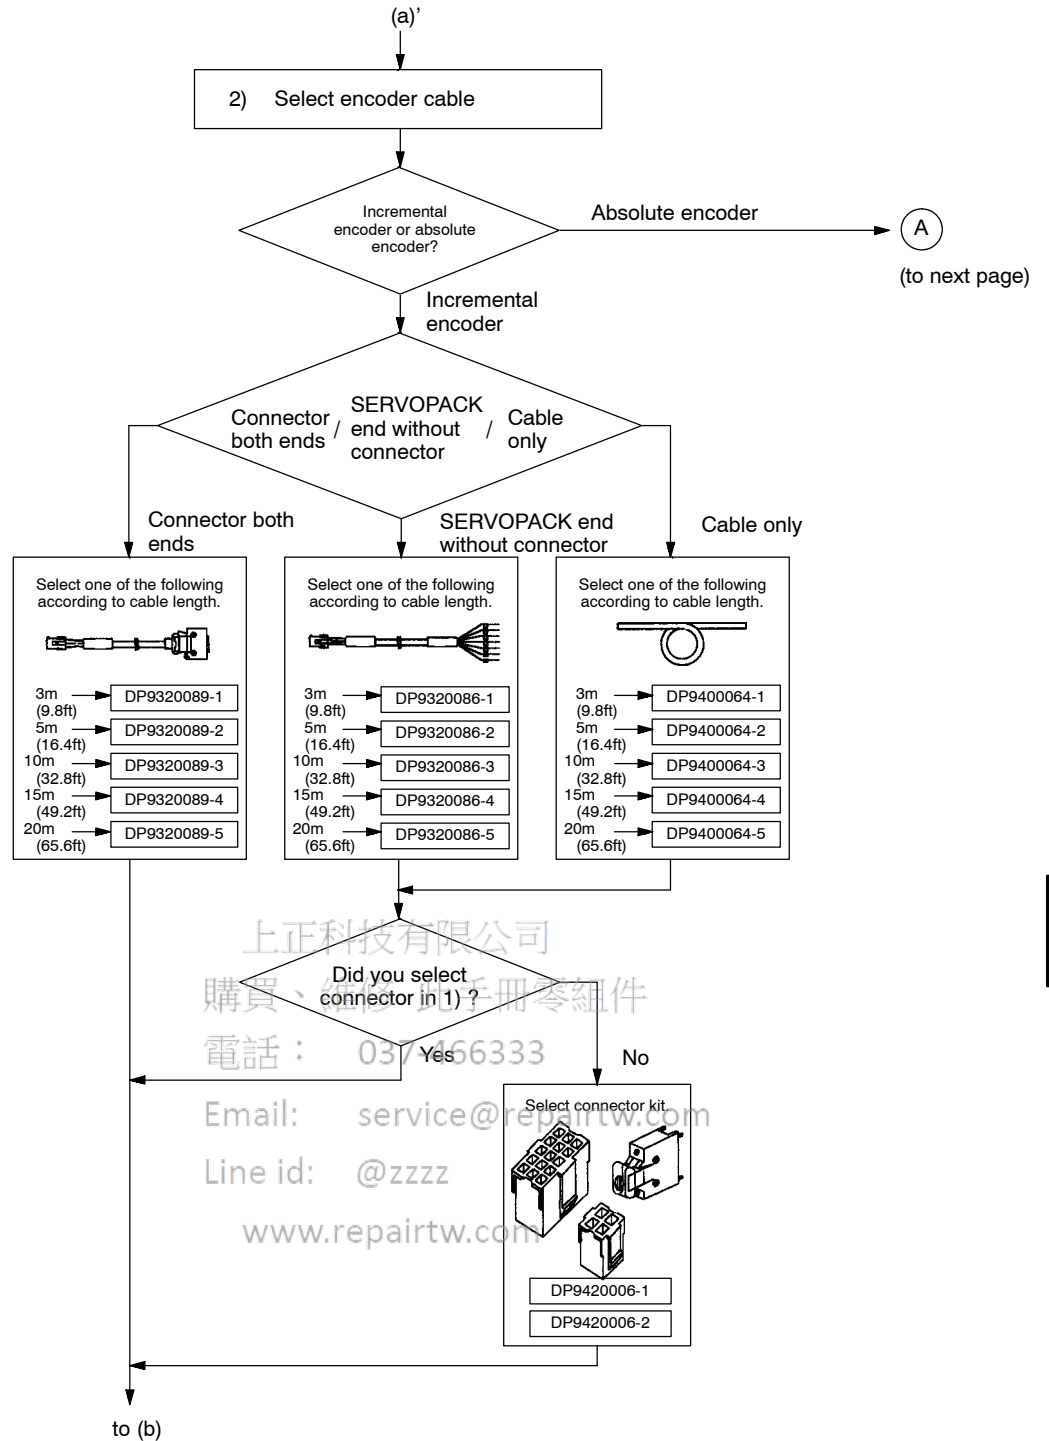 (a)’
2) Select encoder cable
Incremental
encoder or absolute
encoder?
Absolute encoder
A
(to next page)
Incremental
encoder
Connector
both ends
/
SERVOPACK
end without
connector
/
Cable
only
Connector both
ends
SERVOPACK end
without connector
Cable only
Select one of the following
according to cable length.
3m
(9.8ft)
DP9320089-1
5m
(16.4ft)
DP9320089-2
10m
(32.8ft)
DP9320089-3
15m
(49.2ft)
DP9320089-4
20m
(65.6ft)
DP9320089-5
Select one of the following
according to cable length.
3m
(9.8ft)
DP9320086-1
5m
(16.4ft)
DP9320086-2
10m
(32.8ft)
DP9320086-3
15m
(49.2ft)
DP9320086-4
20m
(65.6ft)
DP9320086-5
Select one of the following
according to cable length.
3m
(9.8ft)
DP9400064-1
5m
(16.4ft)
DP9400064-2
10m
(32.8ft)
DP9400064-3
15m
(49.2ft)
DP9400064-4
20m
(65.6ft)
DP9400064-5
上正科技有限公司
Did you select
connector in 1) ?
購買、維修 此手冊零組件
電話： 037-466333
Yes
No
Select connector kit.
Email: service@repairtw.com
Line id: @zzzz
www.repairtw.com
DP9420006-1
DP9420006-2
to (b)